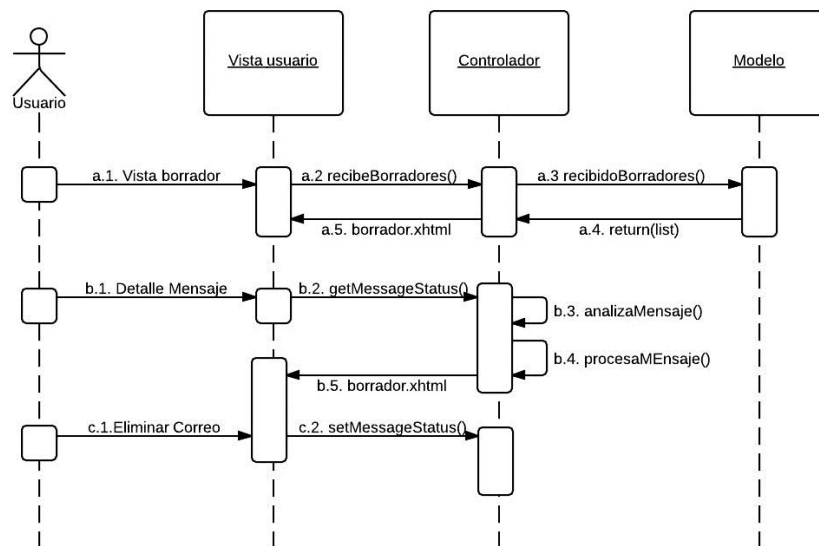 Usuario
Vista usuario
Controlador
Modelo
a.1. Vista borrador
a.2 recibeBorradores()
a.3 recibidoBorradores()
a.5. borrador.xhtml
a.4. return(list)
b.1. Detalle Mensaje
b.2. getMessageStatus()
b.3. analizaMensaje()
b.4. procesaMEnsaje()
b.5. borrador.xhtml
c.1.Eliminar Correo
c.2. setMessageStatus()